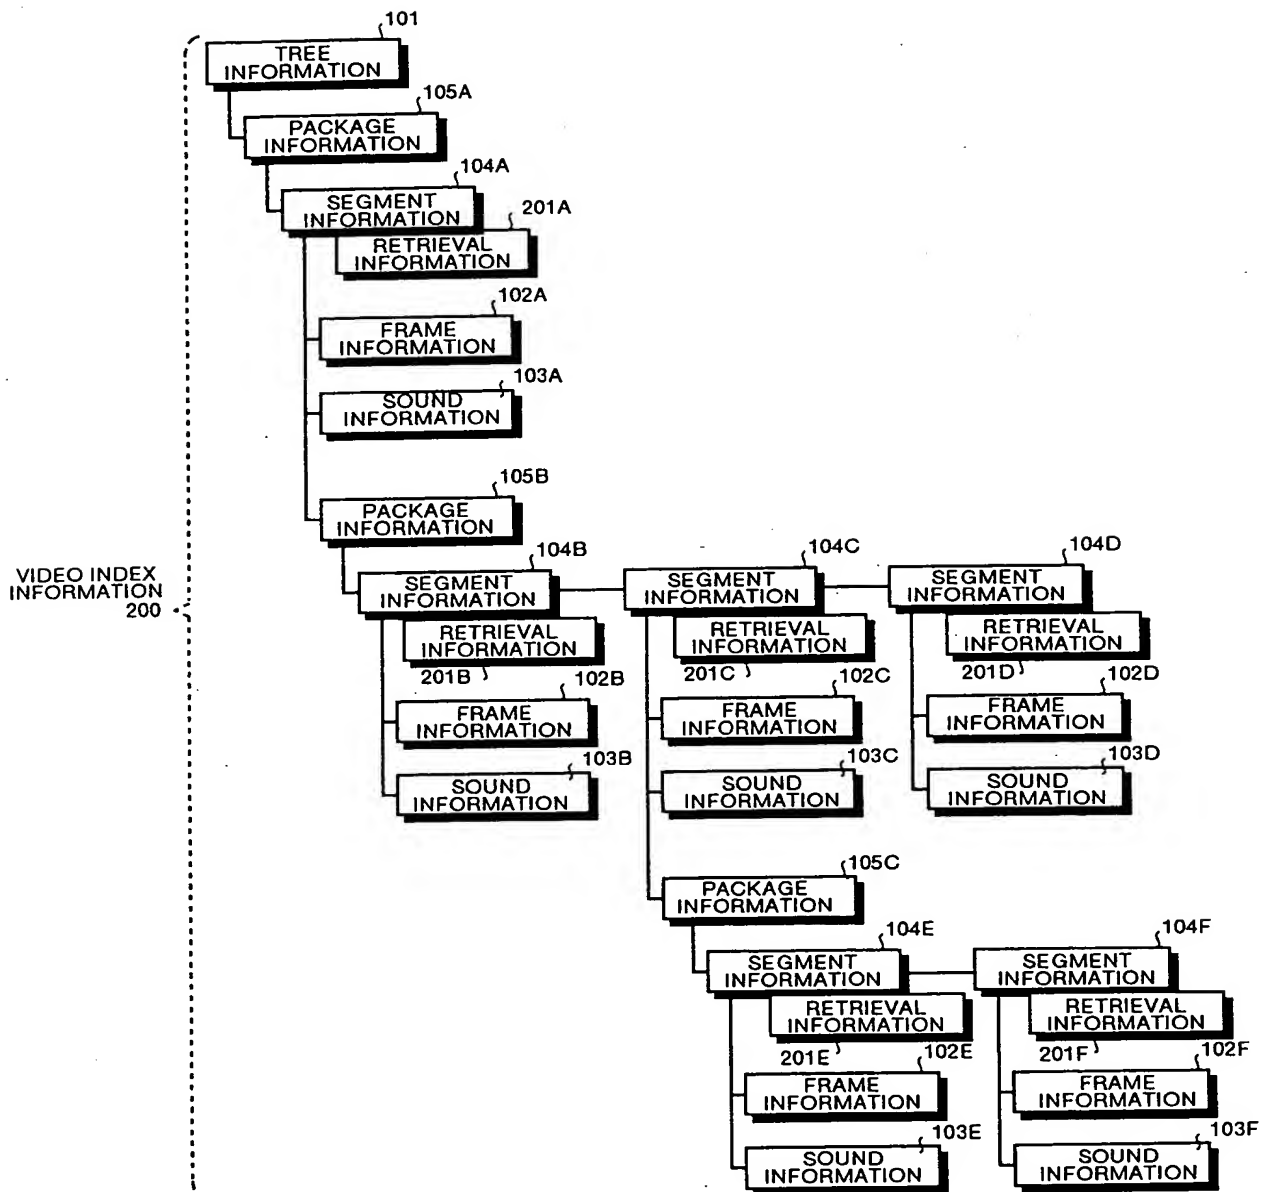 101
TREE
INFORMATION
105A
PACKAGE
INFORMATION
104A
SEGMENT
INFORMATION
201A
RETRIEVAL
INFORMATION
102A
FRAME
INFORMATION
103A
SOUND
INFORMATION
105B
PACKAGE
INFORMATION
VIDEO INDEX
INFORMATION
200
104B
SEGMENT
INFORMATION
RETRIEVAL
INFORMATION
201B
102B
FRAME
INFORMATION
103B
SOUND
INFORMATION
104C
SEGMENT
INFORMATION
RETRIEVAL
INFORMATION
201C
102C
FRAME
INFORMATION
103C
SOUND
INFORMATION
104D
SEGMENT
INFORMATION
RETRIEVAL
INFORMATION
201D
102D
FRAME
INFORMATION
103D
SOUND
INFORMATION
105C
PACKAGE
INFORMATION
104E
SEGMENT
INFORMATION
RETRIEVAL
INFORMATION
201E
102E
FRAME
INFORMATION
103E
SOUND
INFORMATION
104F
SEGMENT
INFORMATION
RETRIEVAL
INFORMATION
201F
102F
FRAME
INFORMATION
103F
SOUND
INFORMATION